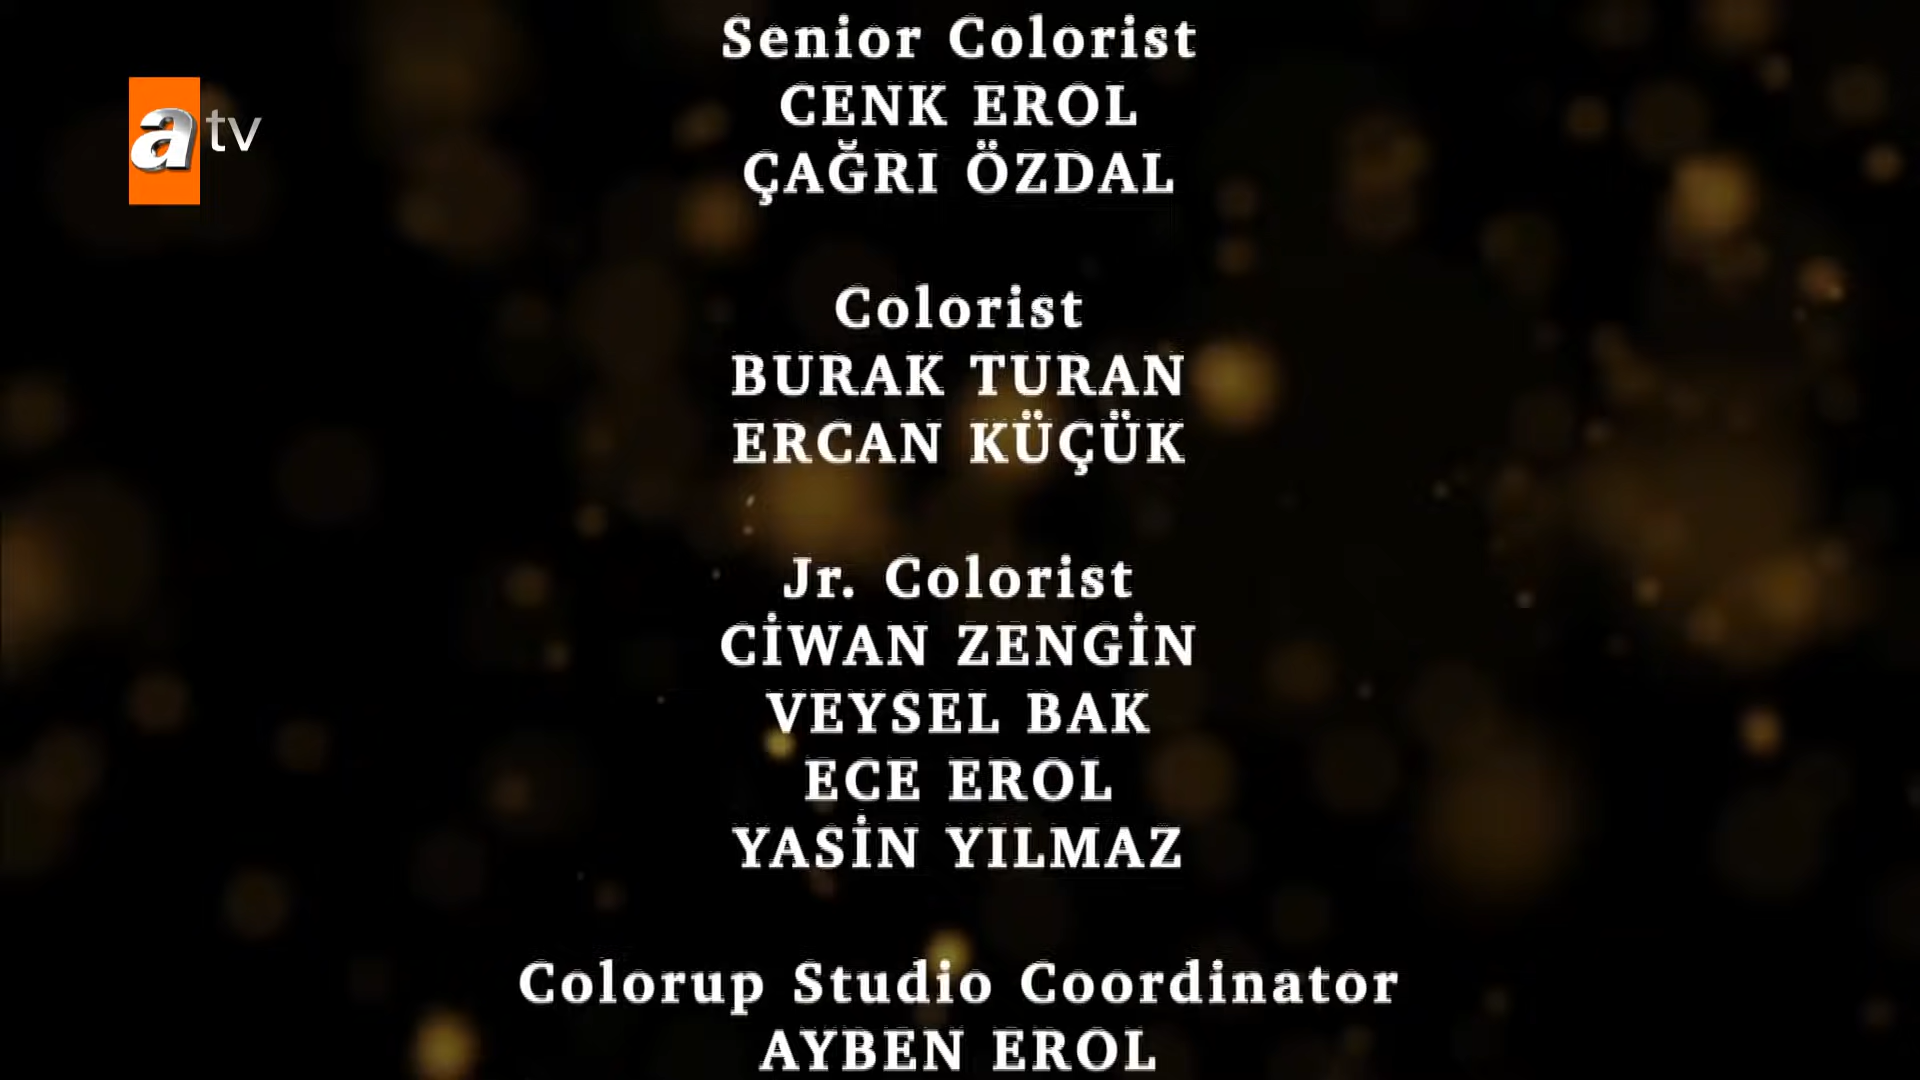 Senior Colorist
CENK EROL
ÇAĞRI ÖZDAL
atv
Colorist
BURAK TURAN
ERCAN KÜÇÜK
Jr. Colorist
CİWAN ZENGİN
VEYSEL BAK
ECE EROL
YASİN YILMAZ
Colorup Studio Coordinator
AYBEN EROL